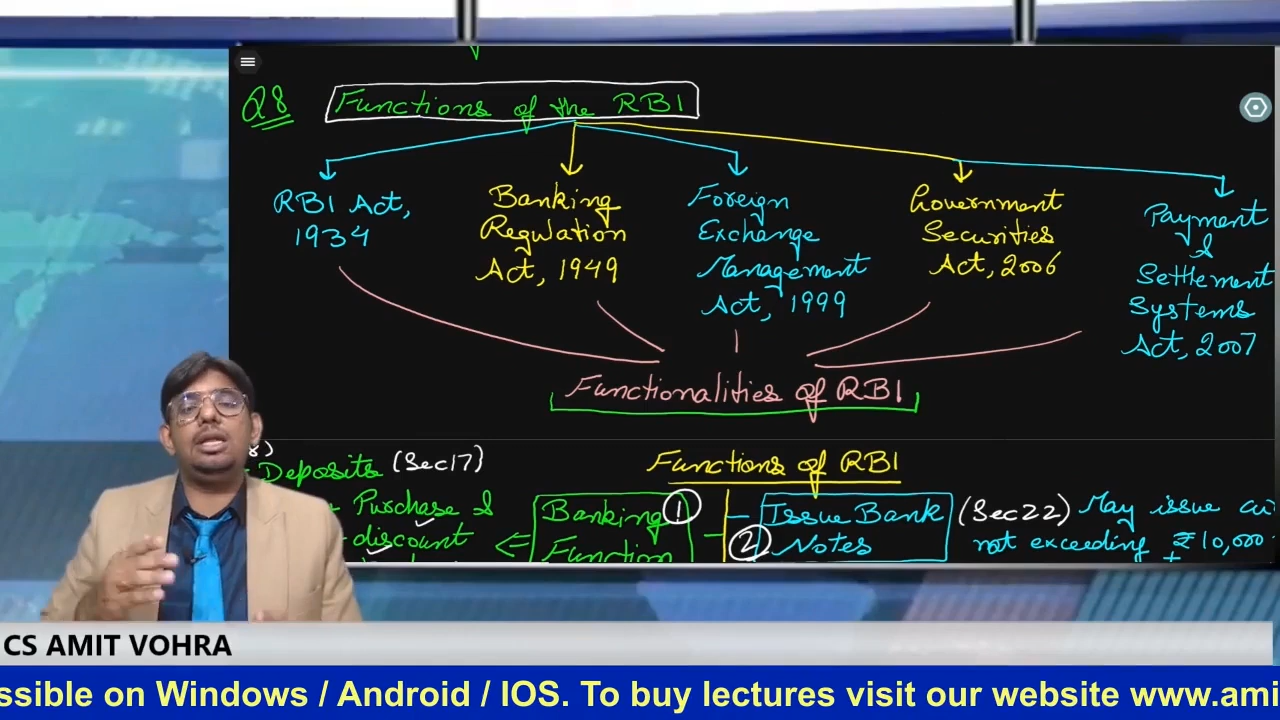 Q8 Functions of the RBI
RBI Act,
1934
Banking
Regulation
Act, 1949
Foreign
Exchange
Management
Act, 1999
Government
Securities
Act, 2006
Payment
&
Settlement
Systems
Act, 2007
Functionalities of RBI
8)
Deposits (Sec17)
Purchase &
discount
Functions of RBI
Banking ①
Function
Issue Bank
② Notes
(Sec22) May issue
not exceeding ₹10,000
CS AMIT VOHRA
ssible on Windows / Android / IOS. To buy lectures visit our website www.ami